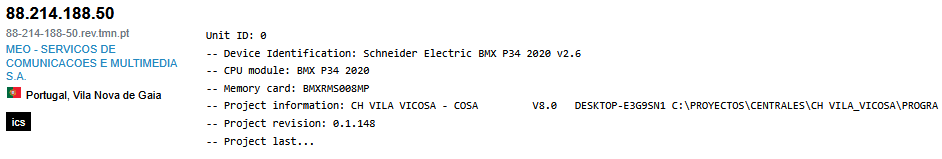 88.214.188.50
88-214-188-50.rev.tmn.pt
MEO - SERVICOS DE
COMUNICACOES E MULTIMEDIA
S.A.
Portugal, Vila Nova de Gaia
ics
Unit ID: 0
-- Device Identification: Schneider Electric BMX P34 2020 v2.6
-- CPU module: BMX P34 2020
-- Memory card: BMXRMS008MP
-- Project information: CH VILA VICOSA - COSA V8.0 DESKTOP-E3G9SN1 C:\PROYECTOS\CENTRALES\CH VILA_VICOSA\PROGRA
-- Project revision: 0.1.148
-- Project last...